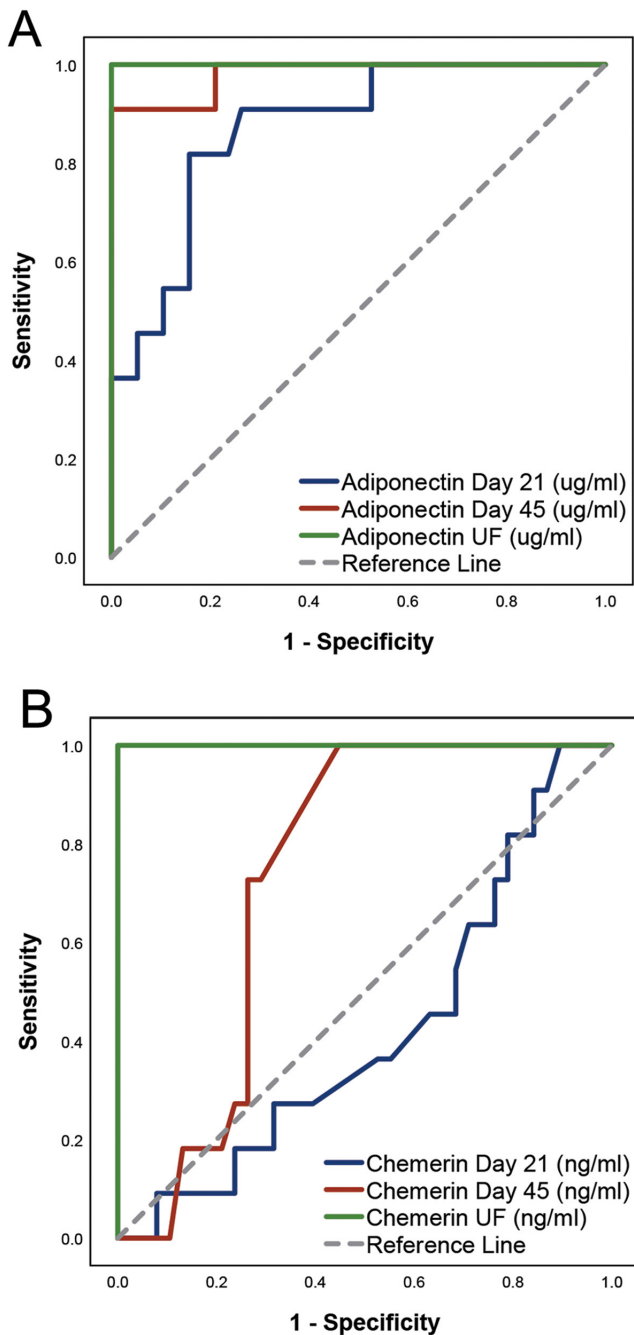 A
1.0
0.8
0.6
0.4
0.2
0.0
Sensitivity
Adiponectin Day 21 (ug/ml)
Adiponectin Day 45 (ug/ml)
Adiponectin UF (ug/ml)
Reference Line
0.0 0.2 0.4 0.6 0.8 1.0
1 - Specificity
B
1.0
0.8
0.6
0.4
0.2
0.0
Sensitivity
Chemerin Day 21 (ng/ml)
Chemerin Day 45 (ng/ml)
Chemerin UF (ng/ml)
Reference Line
0.0 0.2 0.4 0.6 0.8 1.0
1 - Specificity